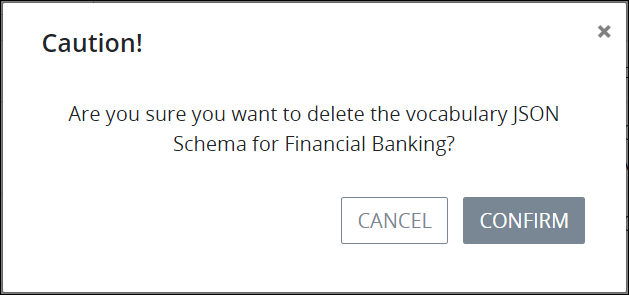 Caution!
Are you sure you want to delete the vocabulary JSON
Schema for Financial Banking?
CANCEL
CONFIRM